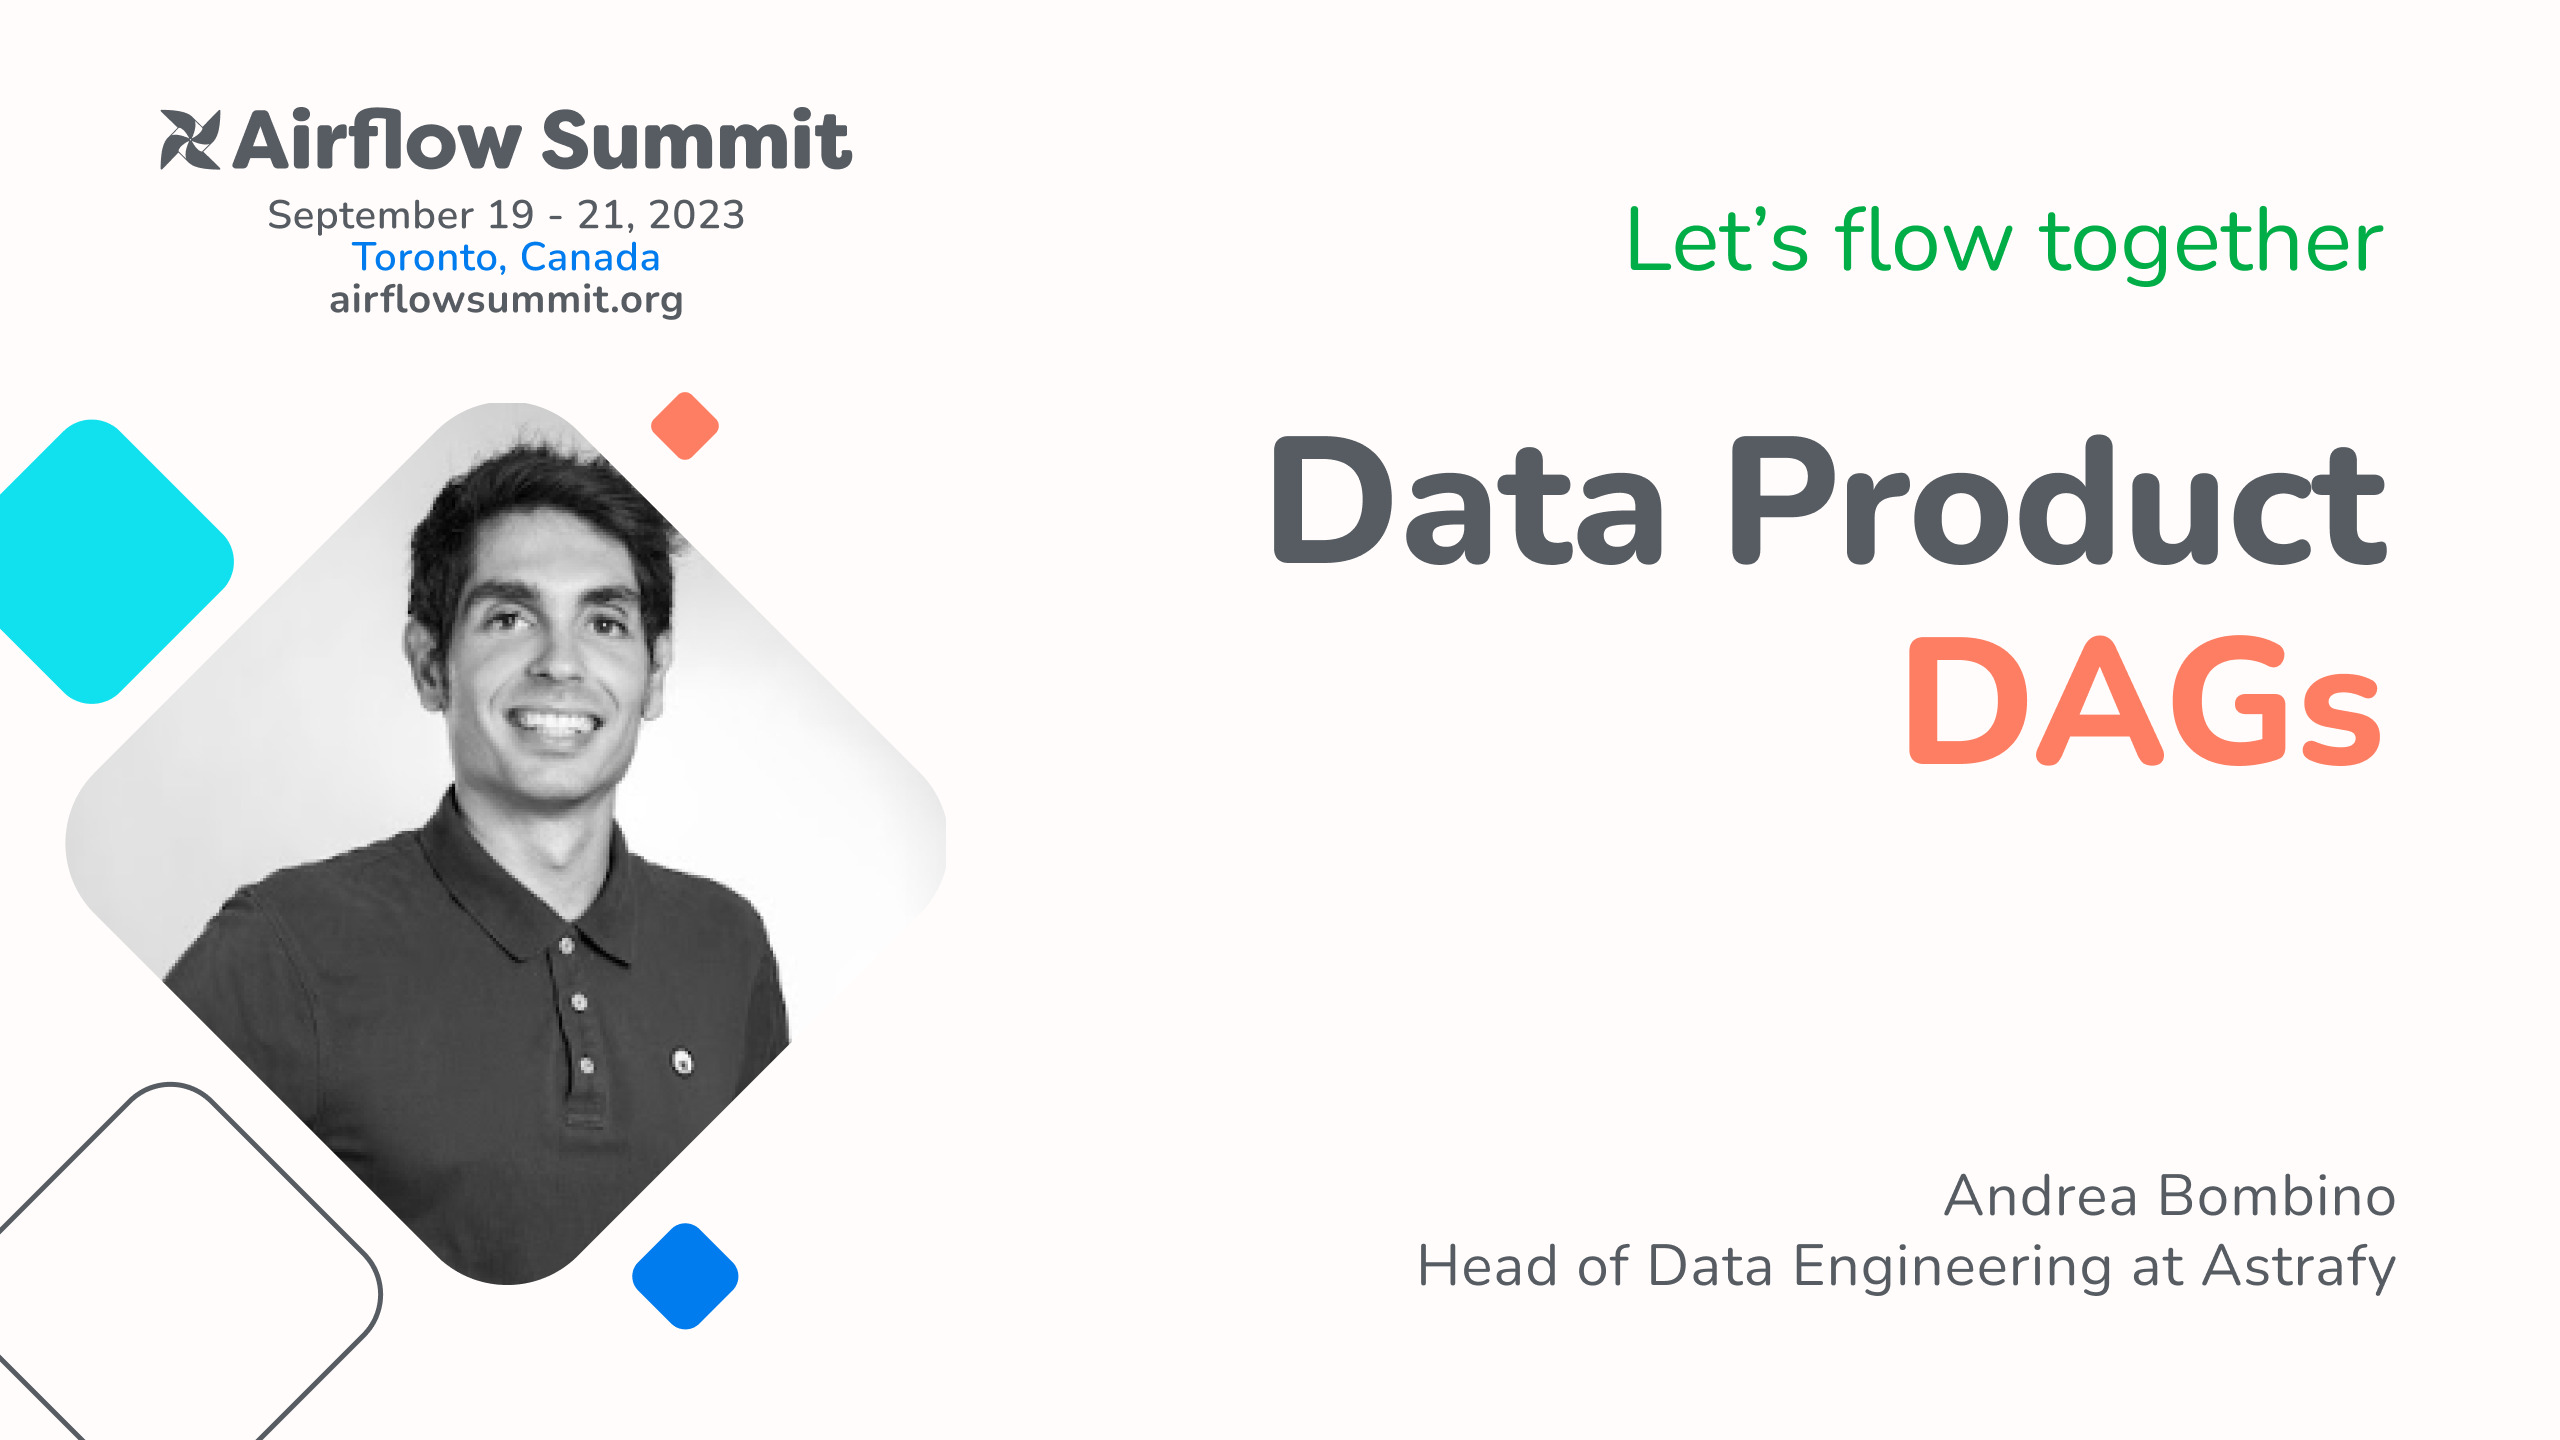 Airflow Summit
September 19 - 21, 2023
Toronto, Canada
airflowsummit.org
Let’s flow together
Data Product
DAGs
Andrea Bombino
Head of Data Engineering at Astrafy